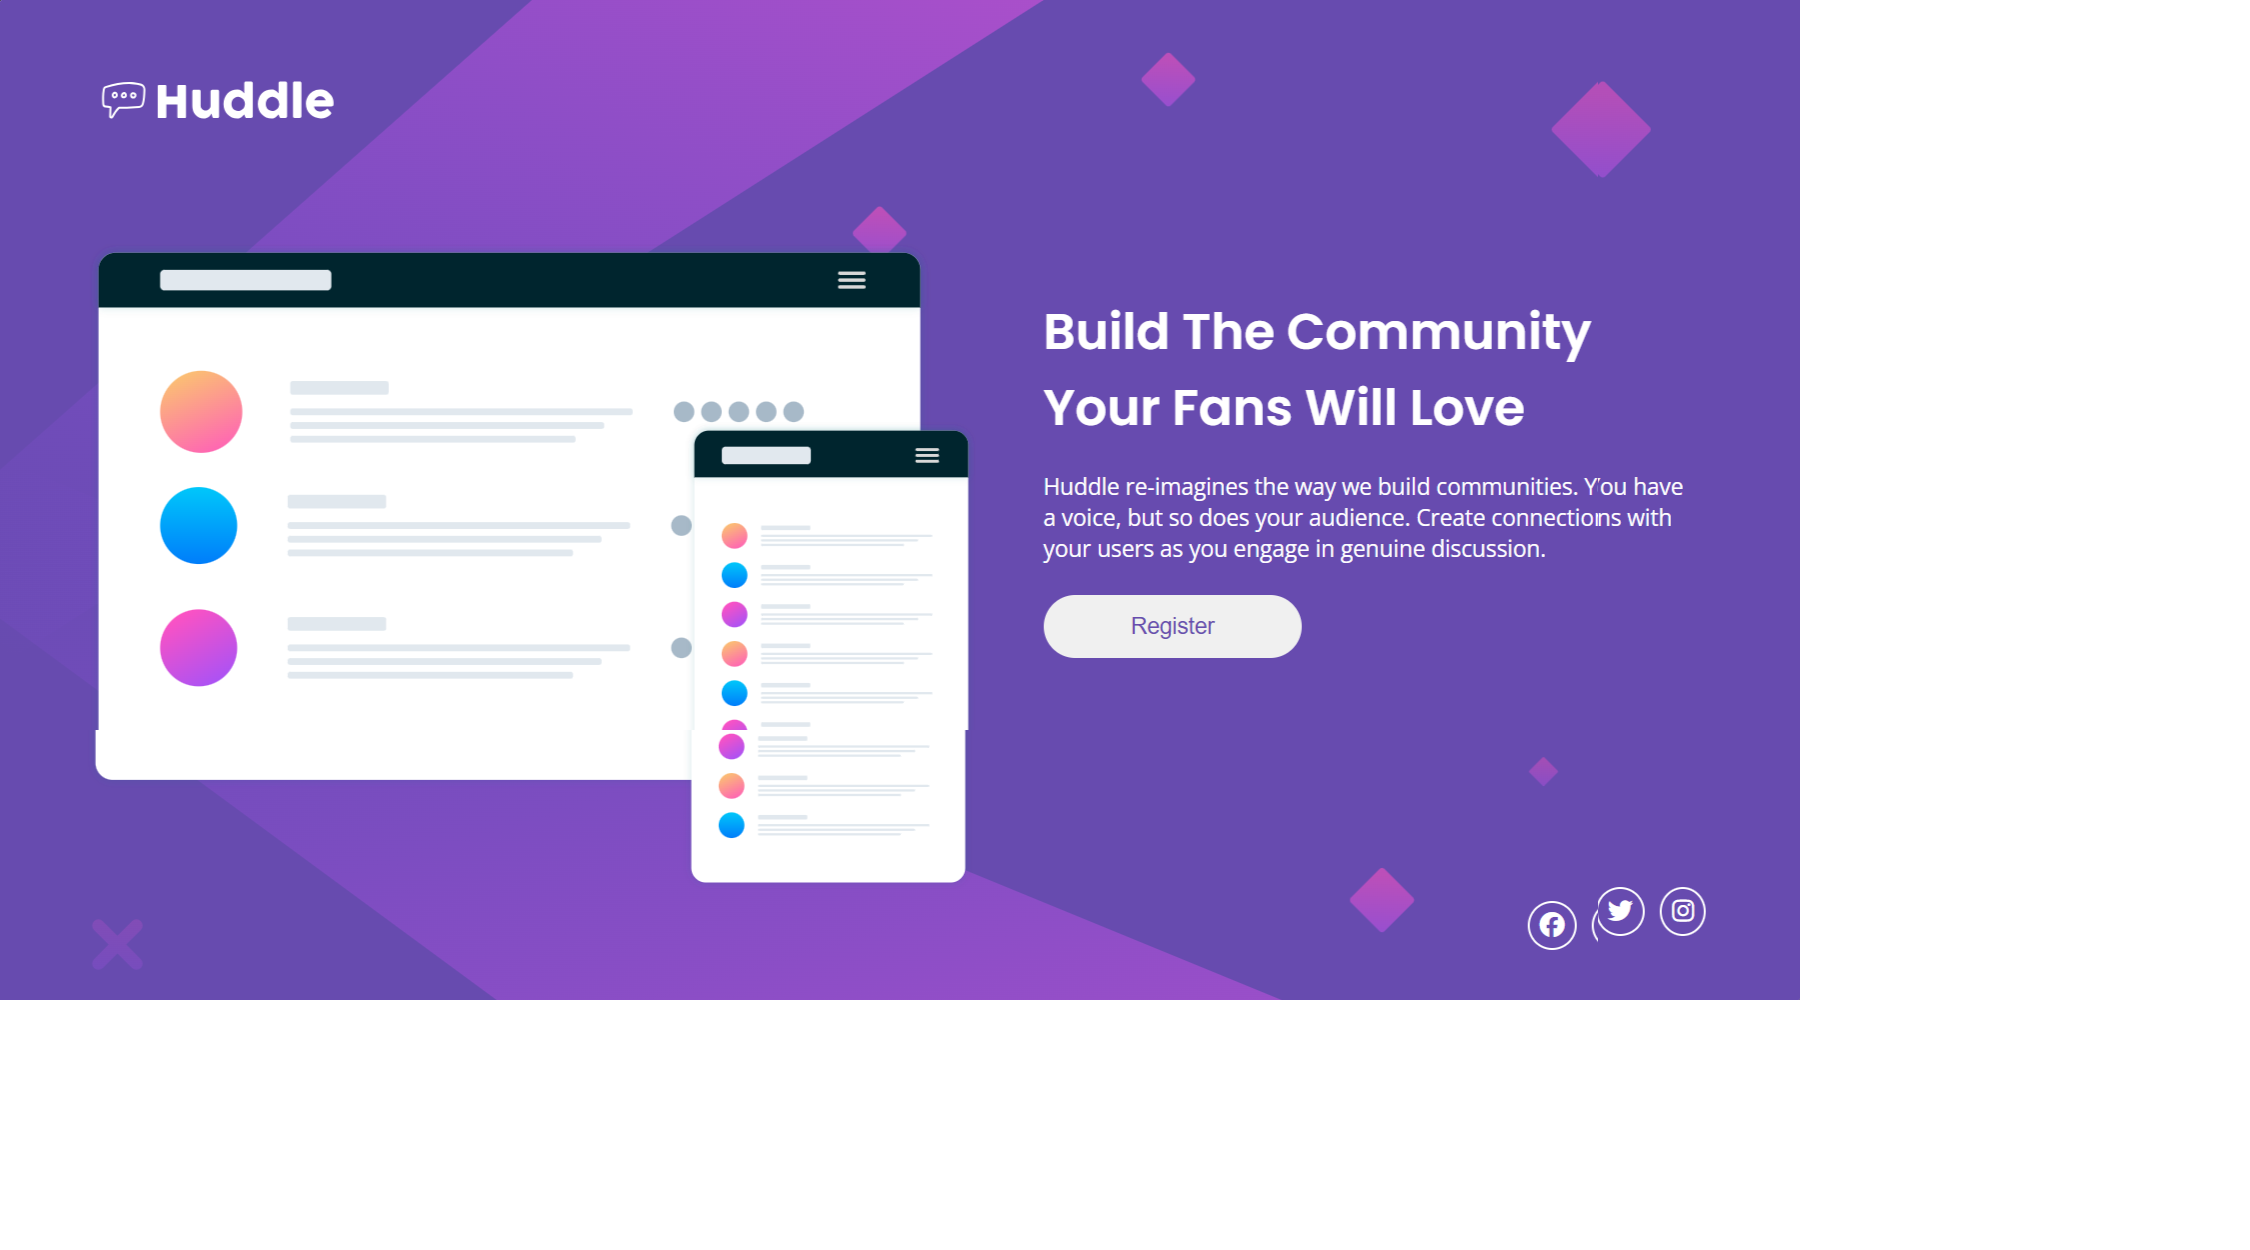 Huddle
Build The Community
Your Fans Will Love
Huddle re-imagines the way we build communities. You have
a voice, but so does your audience. Create connections with
your users as you engage in genuine discussion.
Register